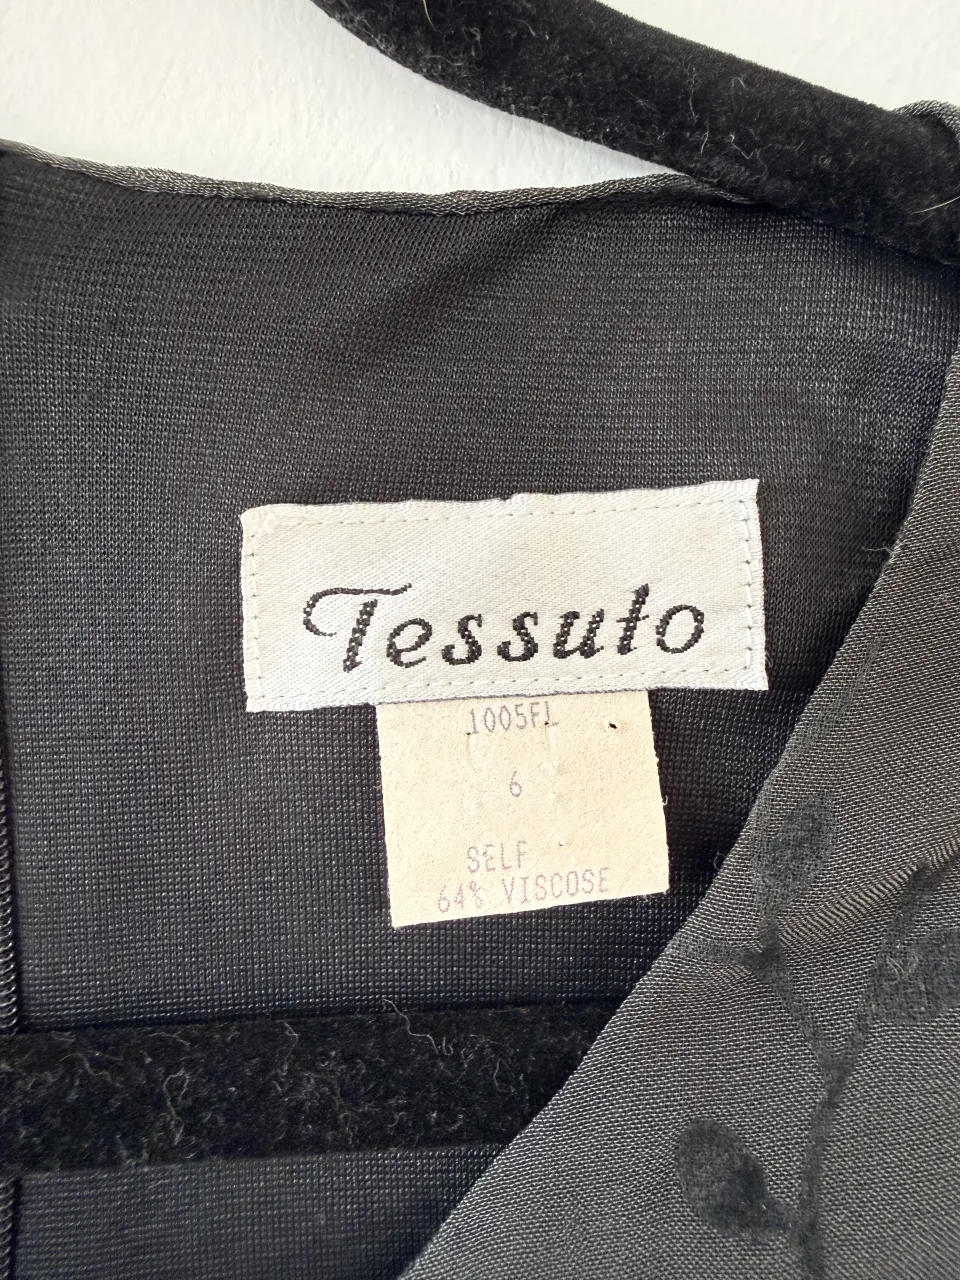 Tessuto
1005FL
6
SELF
64% VISCOSE